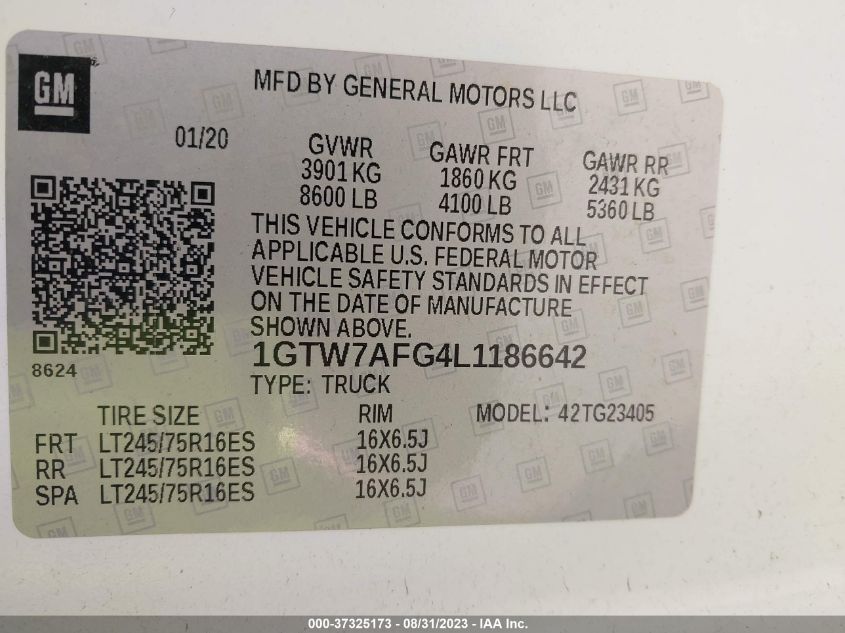 GM
MFD BY GENERAL MOTORS LLC
01/20
GVWR
3901 KG
8600 LB
GAWR FRT
1860 KG
4100 LB
GAWR RR
2431 KG
5360 LB
THIS VEHICLE CONFORMS TO ALL
APPLICABLE U.S. FEDERAL MOTOR
VEHICLE SAFETY STANDARDS IN EFFECT
ON THE DATE OF MANUFACTURE
SHOWN ABOVE.
8624
1GTW7AFG4L1186642
TYPE: TRUCK
TIRE SIZE RIM MODEL: 42TG23405
FRT LT245/75R16ES 16X6.5J
RR LT245/75R16ES 16X6.5J
SPA LT245/75R16ES 16X6.5J
000-37325173 - 08/31/2023 - IAA Inc.